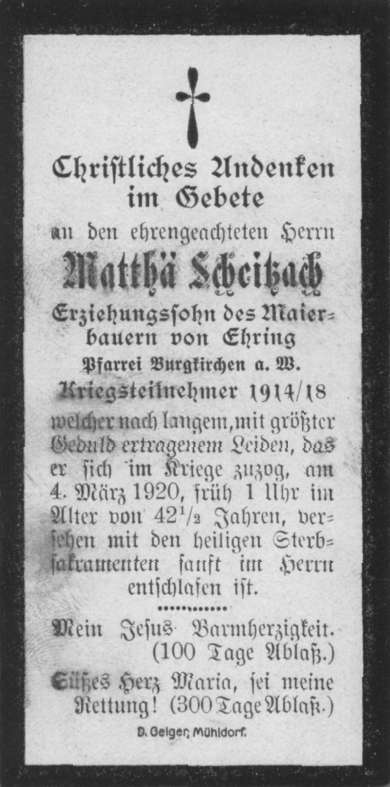 Christliches Andenken
im Gebete
an den ehrengeachteten Herrn
Matthä Scheitzach
Erziehungssohn des Maier-
bauern von Ehring
Pfarrei Burgkirchen a. W.
Kriegsteilnehmer 1914/18
welcher nach langem, mit größter
Geduld ertragenem Leiden, das
er sich im Kriege zuzog, am
4. März 1920, früh 1 Uhr im
Alter von 42 1/2 Jahren, ver-
sehen mit den heiligen Sterb-
sakramenten sanft im Herrn
entschlafen ist.
Mein Jesus Barmherzigkeit.
(100 Tage Ablaß.)
Süßes Herz Maria, sei meine
Rettung! (300 Tage Ablaß.)
D. Geiger, Mühldorf.